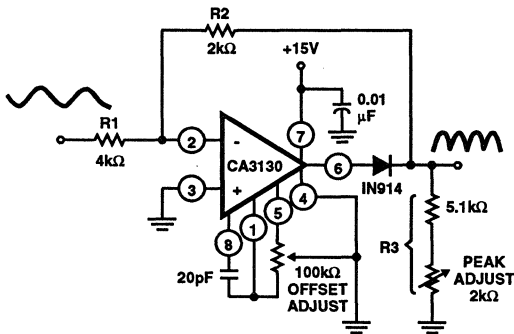 R2
2kΩ
+15V
0.01
µF
R1
4kΩ
2
-
7
CA3130
6
IN914
3
+
5
4
1
8
5.1kΩ
R3
20pF
100kΩ
OFFSET
ADJUST
PEAK
ADJUST
2kΩ